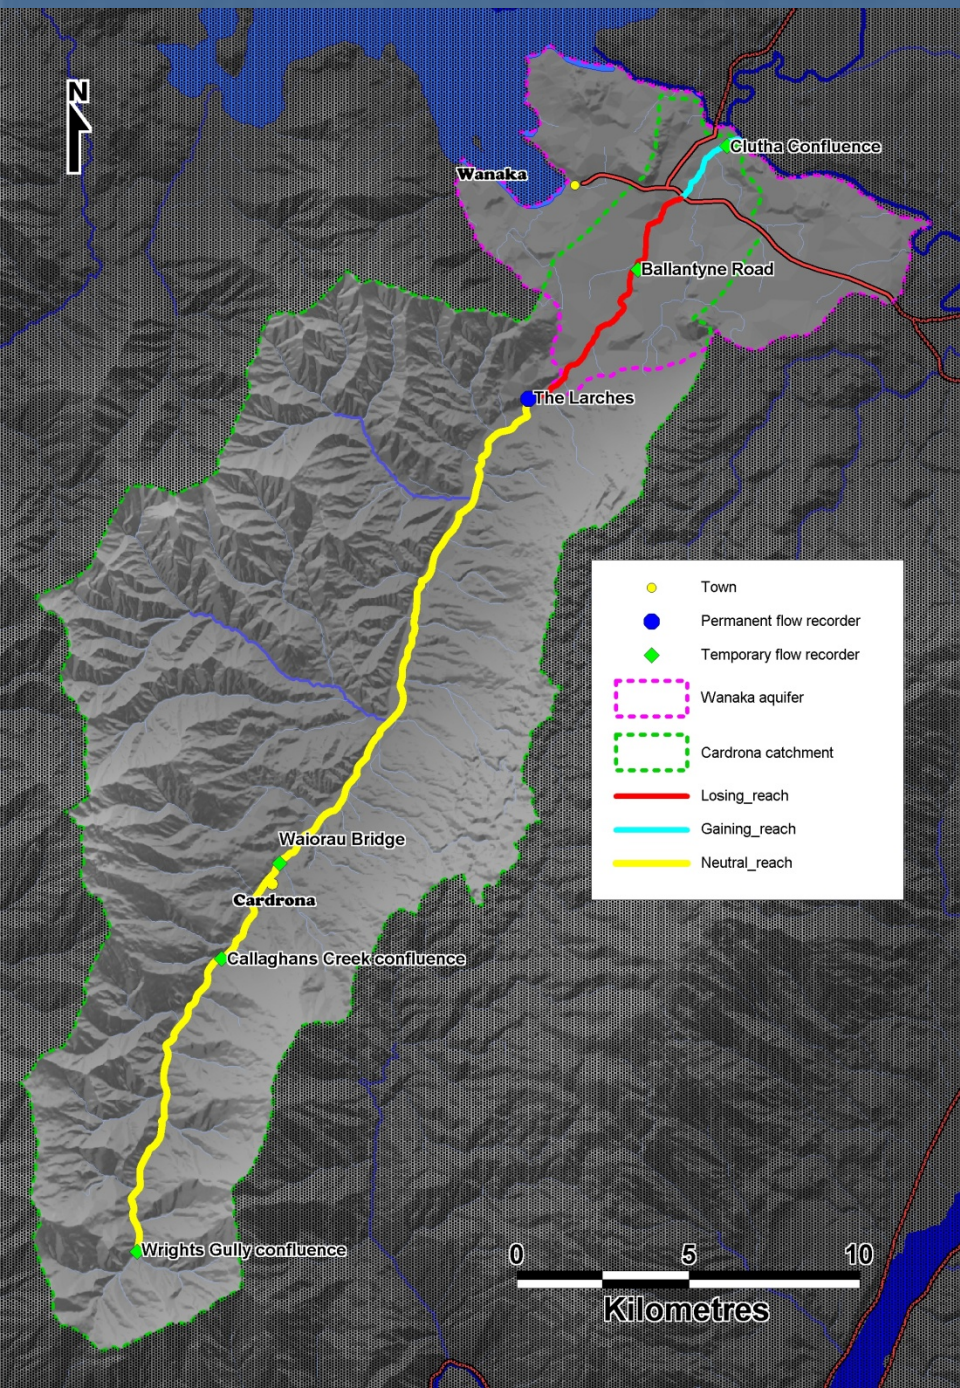 N
Clutha Confluence
Wanaka
Ballantyne Road
The Larches
Town
Permanent flow recorder
Temporary flow recorder
Wanaka aquifer
Cardrona catchment
Losing_reach
Gaining_reach
Neutral_reach
Waiorau Bridge
Cardrona
Callaghans Creek confluence
Wrights Gully confluence
0 5 10
Kilometres